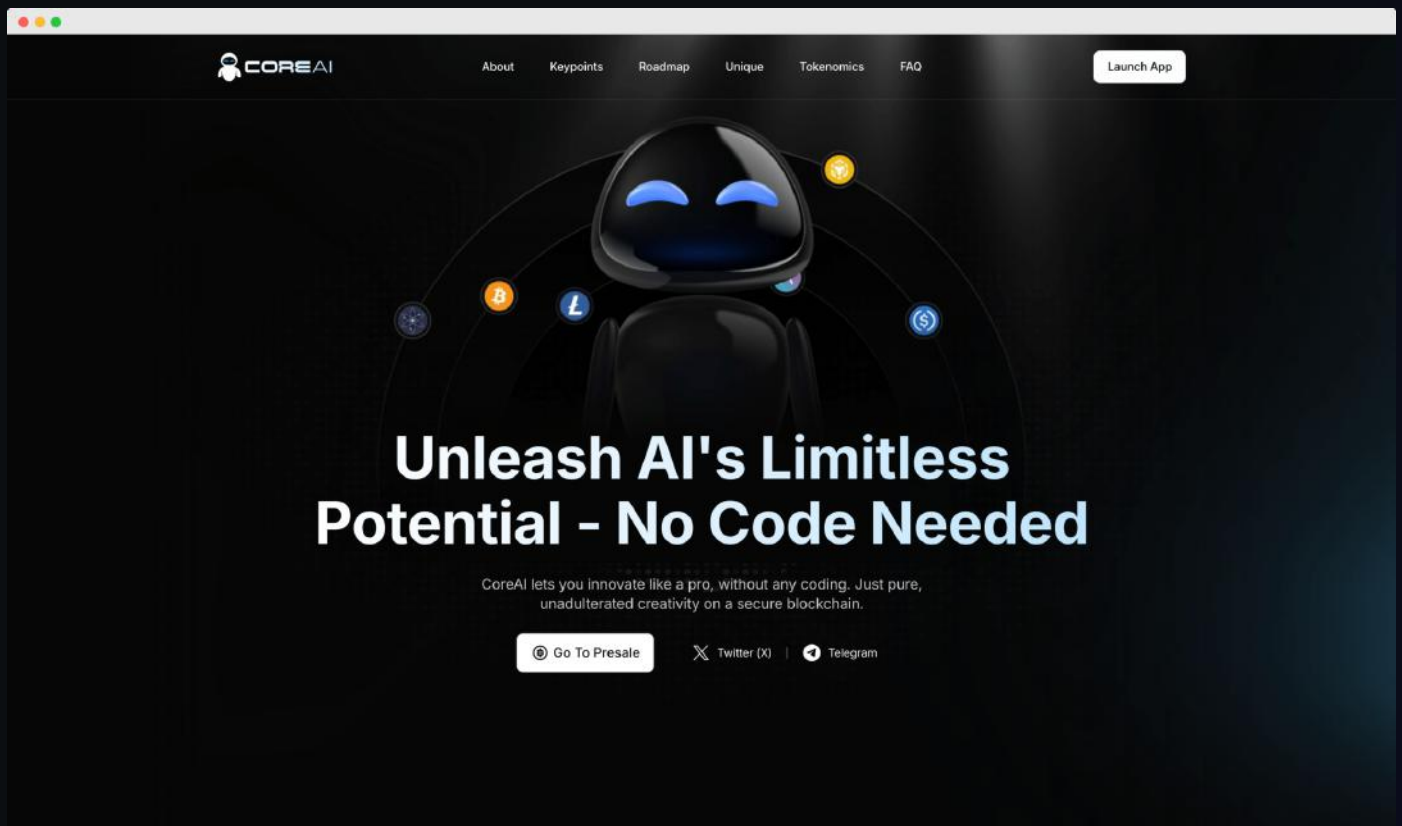 COREAI
About
Keypoints
Roadmap
Unique
Tokenomics
FAQ
Launch App
Unleash AI's Limitless
Potential - No Code Needed
CoreAI lets you innovate like a pro, without any coding. Just pure,
unadulterated creativity on a secure blockchain.
Go To Presale
Twitter (X)
|
Telegram